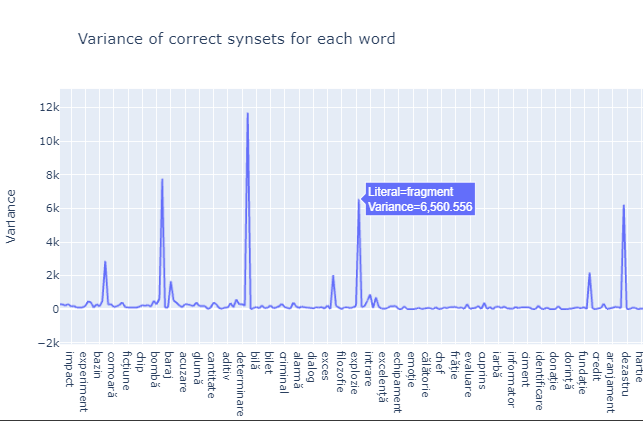 Variance of correct synsets for each word
12k
10k
8k
6k
4k
2k
0
−2k
Variance
Literal=fragment
Variance=6,560.556
impact
experiment
bazin
comoară
ficțiune
chip
bombă
baraj
acuzare
glumă
cantitate
aditiv
determinare
bilă
bilet
criminal
alarmă
dialog
exces
filozofie
explozie
intrare
excelență
echipament
emoție
călătorie
chef
frăție
evaluare
cuprins
iarbă
informator
ciment
identificare
donație
dorință
fundație
credit
aranjament
dezastru
hârtie